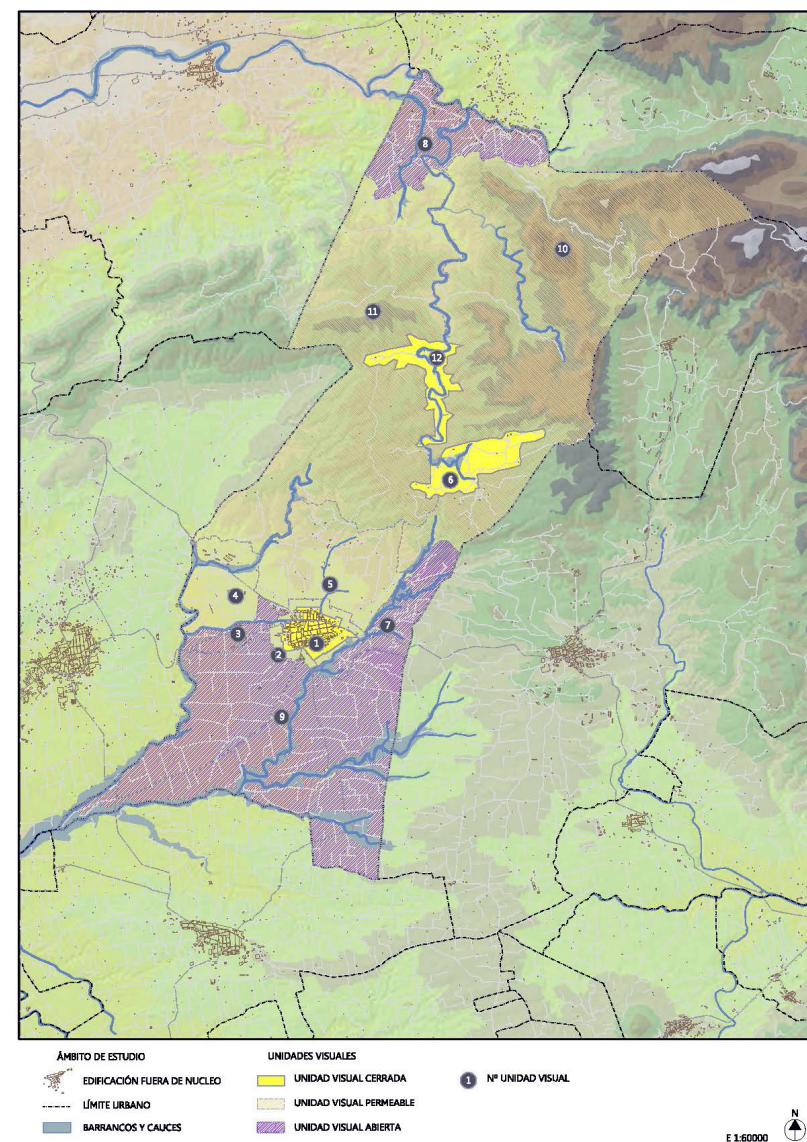 8
10
11
12
6
5
4
3
7
1
2
9
ÁMBITO DE ESTUDIO
EDIFICACIÓN FUERA DE NUCLEO
LÍMITE URBANO
BARRANCOS Y CAUCES
UNIDADES VISUALES
UNIDAD VISUAL CERRADA
UNIDAD VISUAL PERMEABLE
UNIDAD VISUAL ABIERTA
1 Nº UNIDAD VISUAL
E 1:60000
N